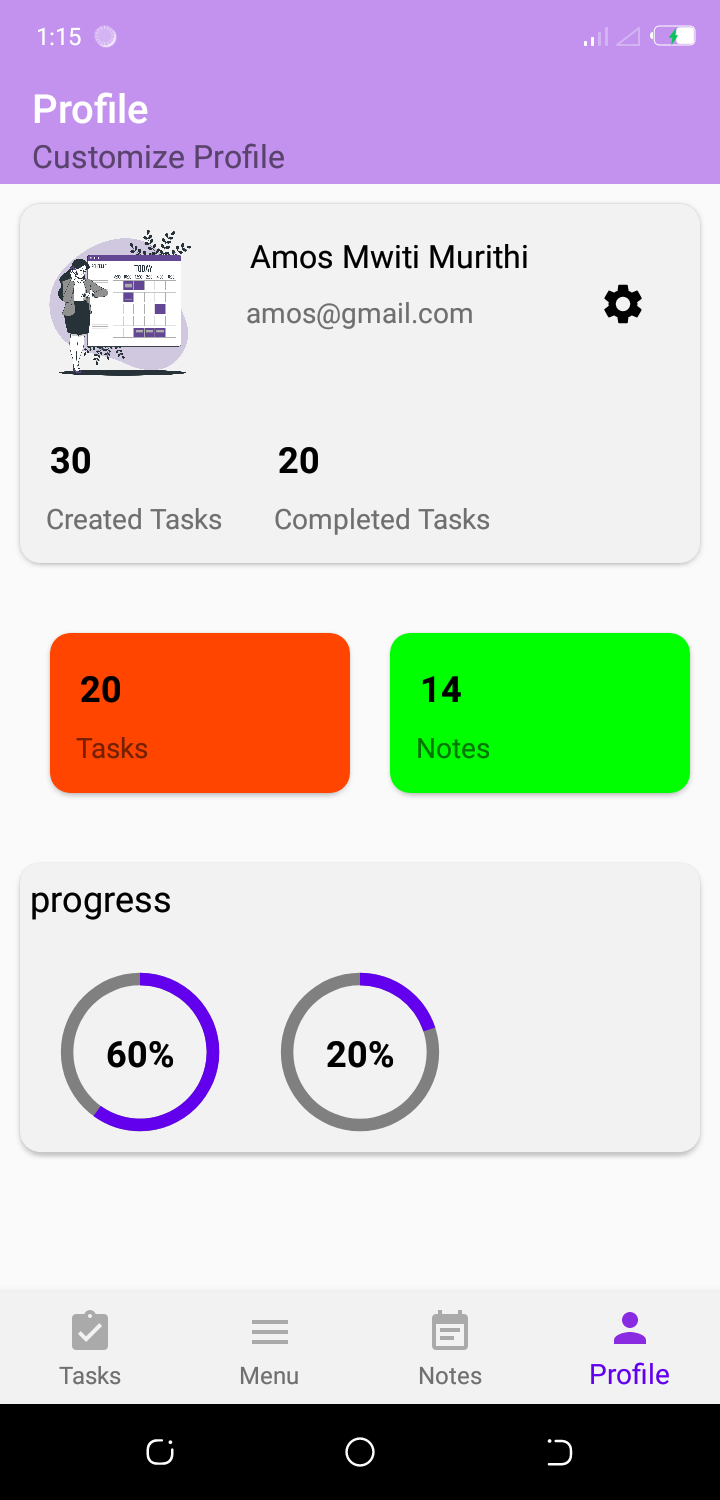 1:15
Profile
Customize Profile
TODAY
Amos Mwiti Murithi
amos@gmail.com
30
20
Created Tasks
Completed Tasks
20
14
Tasks
Notes
progress
60%
20%
Tasks
Menu
Notes
Profile